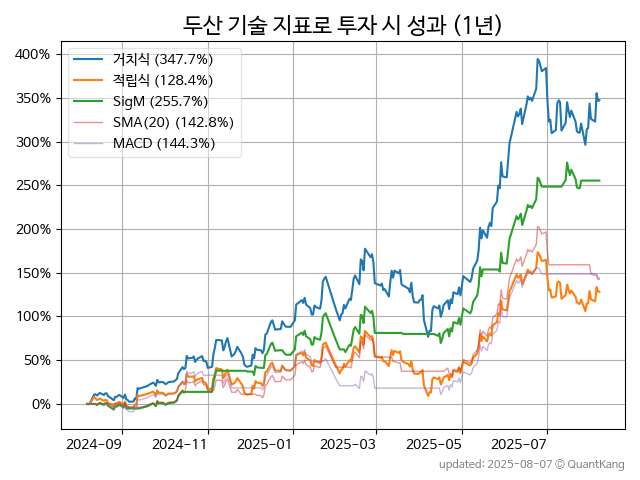 두산 기술 지표로 투자 시 성과 (1년)
400%
350%
300%
250%
200%
150%
100%
50%
0%
거치식 (347.7%)
적립식 (128.4%)
SigM (255.7%)
SMA(20) (142.8%)
MACD (144.3%)
2024-09
2024-11
2025-01
2025-03
2025-05
2025-07
updated: 2025-08-07 © QuantKang